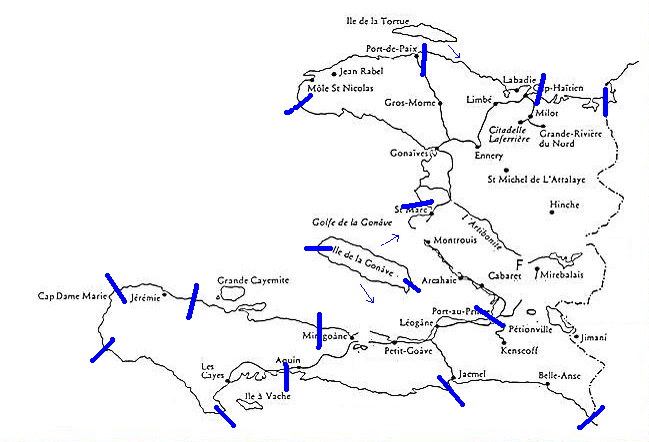 Ile de la Tortue
Port-de-Paix
Jean Rabel
Labadie
Môle St Nicolas
Cap-Haïtien
Gros-Morne
Limbé
Milot
Citadelle
Laferrière
Grande-Rivière
du Nord
Gonaïves
Ennery
St Michel de L'Attalaye
St Marc
Hinche
Golfe de la Gonâve
L'Artibonite
Montrouis
Ile de la Gonâve
F
Mirebalais
Arcahaie
Cabaret
Grande Cayemite
Cap Dame Marie
Jérémie
Port-au-Prince
Léogâne
Pétionville
Miragoâne
Jimani
Petit-Goâve
Kenscoff
Aquin
Les
Cayes
Jacmel
Belle-Anse
Ile à Vache